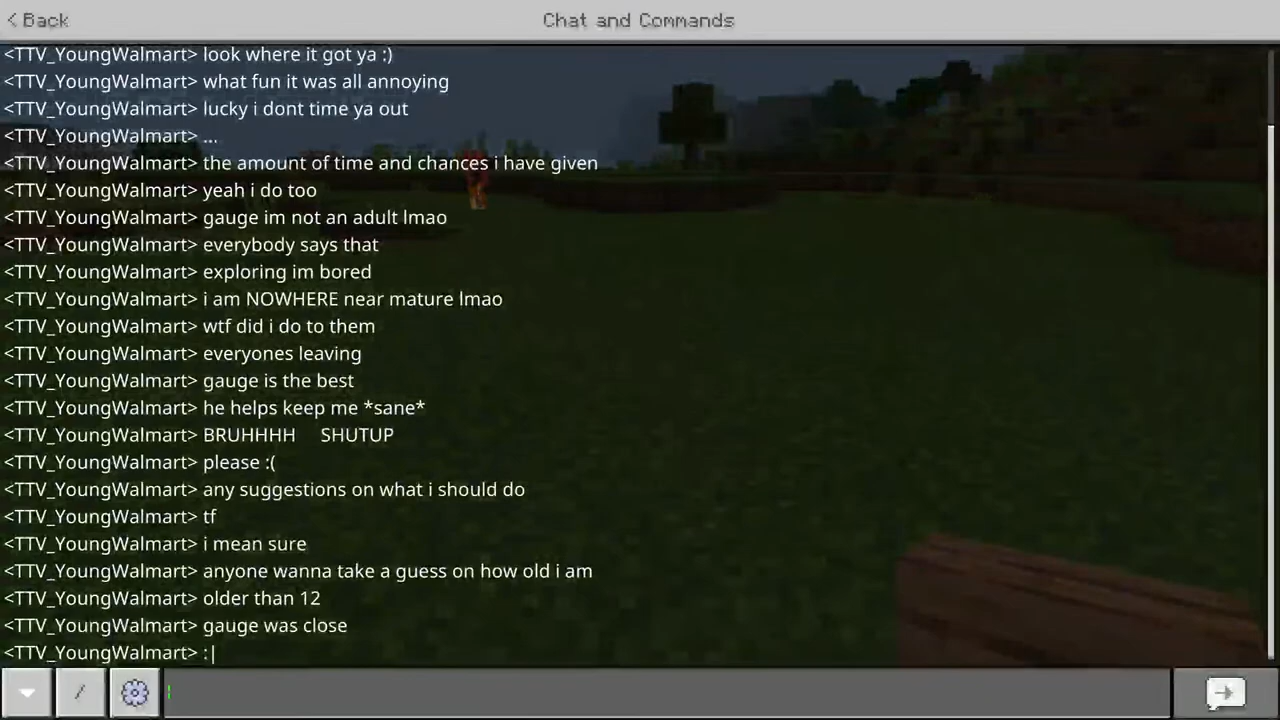 < Back
Chat and Commands
<TTV_YoungWalmart> look where it got ya :)
<TTV_YoungWalmart> what fun it was all annoying
<TTV_YoungWalmart> lucky i dont time ya out
<TTV_YoungWalmart> ...
<TTV_YoungWalmart> the amount of time and chances i have given
<TTV_YoungWalmart> yeah i do too
<TTV_YoungWalmart> gauge im not an adult lmao
<TTV_YoungWalmart> everybody says that
<TTV_YoungWalmart> exploring im bored
<TTV_YoungWalmart> i am NOWHERE near mature lmao
<TTV_YoungWalmart> wtf did i do to them
<TTV_YoungWalmart> everyones leaving
<TTV_YoungWalmart> gauge is the best
<TTV_YoungWalmart> he helps keep me *sane*
<TTV_YoungWalmart> BRUHHHH SHUTUP
<TTV_YoungWalmart> please :(
<TTV_YoungWalmart> any suggestions on what i should do
<TTV_YoungWalmart> tf
<TTV_YoungWalmart> i mean sure
<TTV_YoungWalmart> anyone wanna take a guess on how old i am
<TTV_YoungWalmart> older than 12
<TTV_YoungWalmart> gauge was close
<TTV_YoungWalmart> :|
/